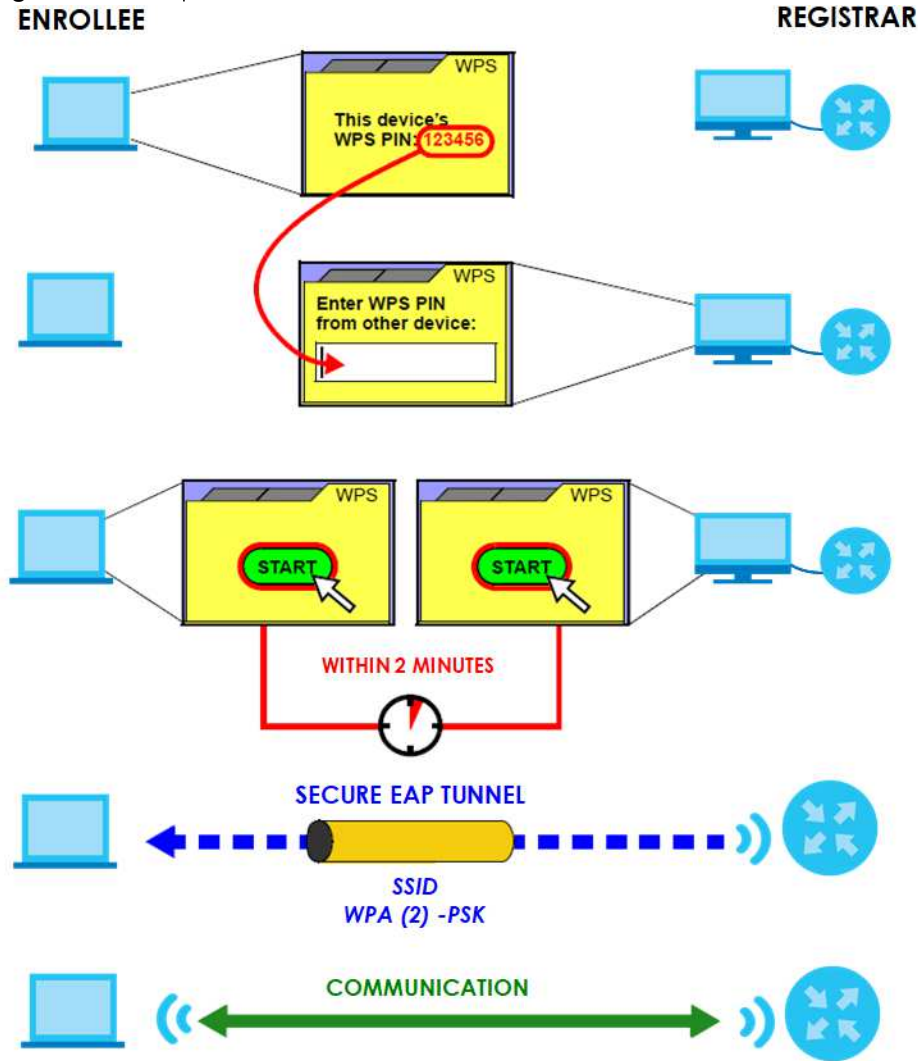 ENROLLEE
REGISTRAR
WPS
This device's
WPS PIN: 123456
WPS
Enter WPS PIN
from other device:
WPS
START
WPS
START
WITHIN 2 MINUTES
SECURE EAP TUNNEL
SSID
WPA (2) -PSK
COMMUNICATION